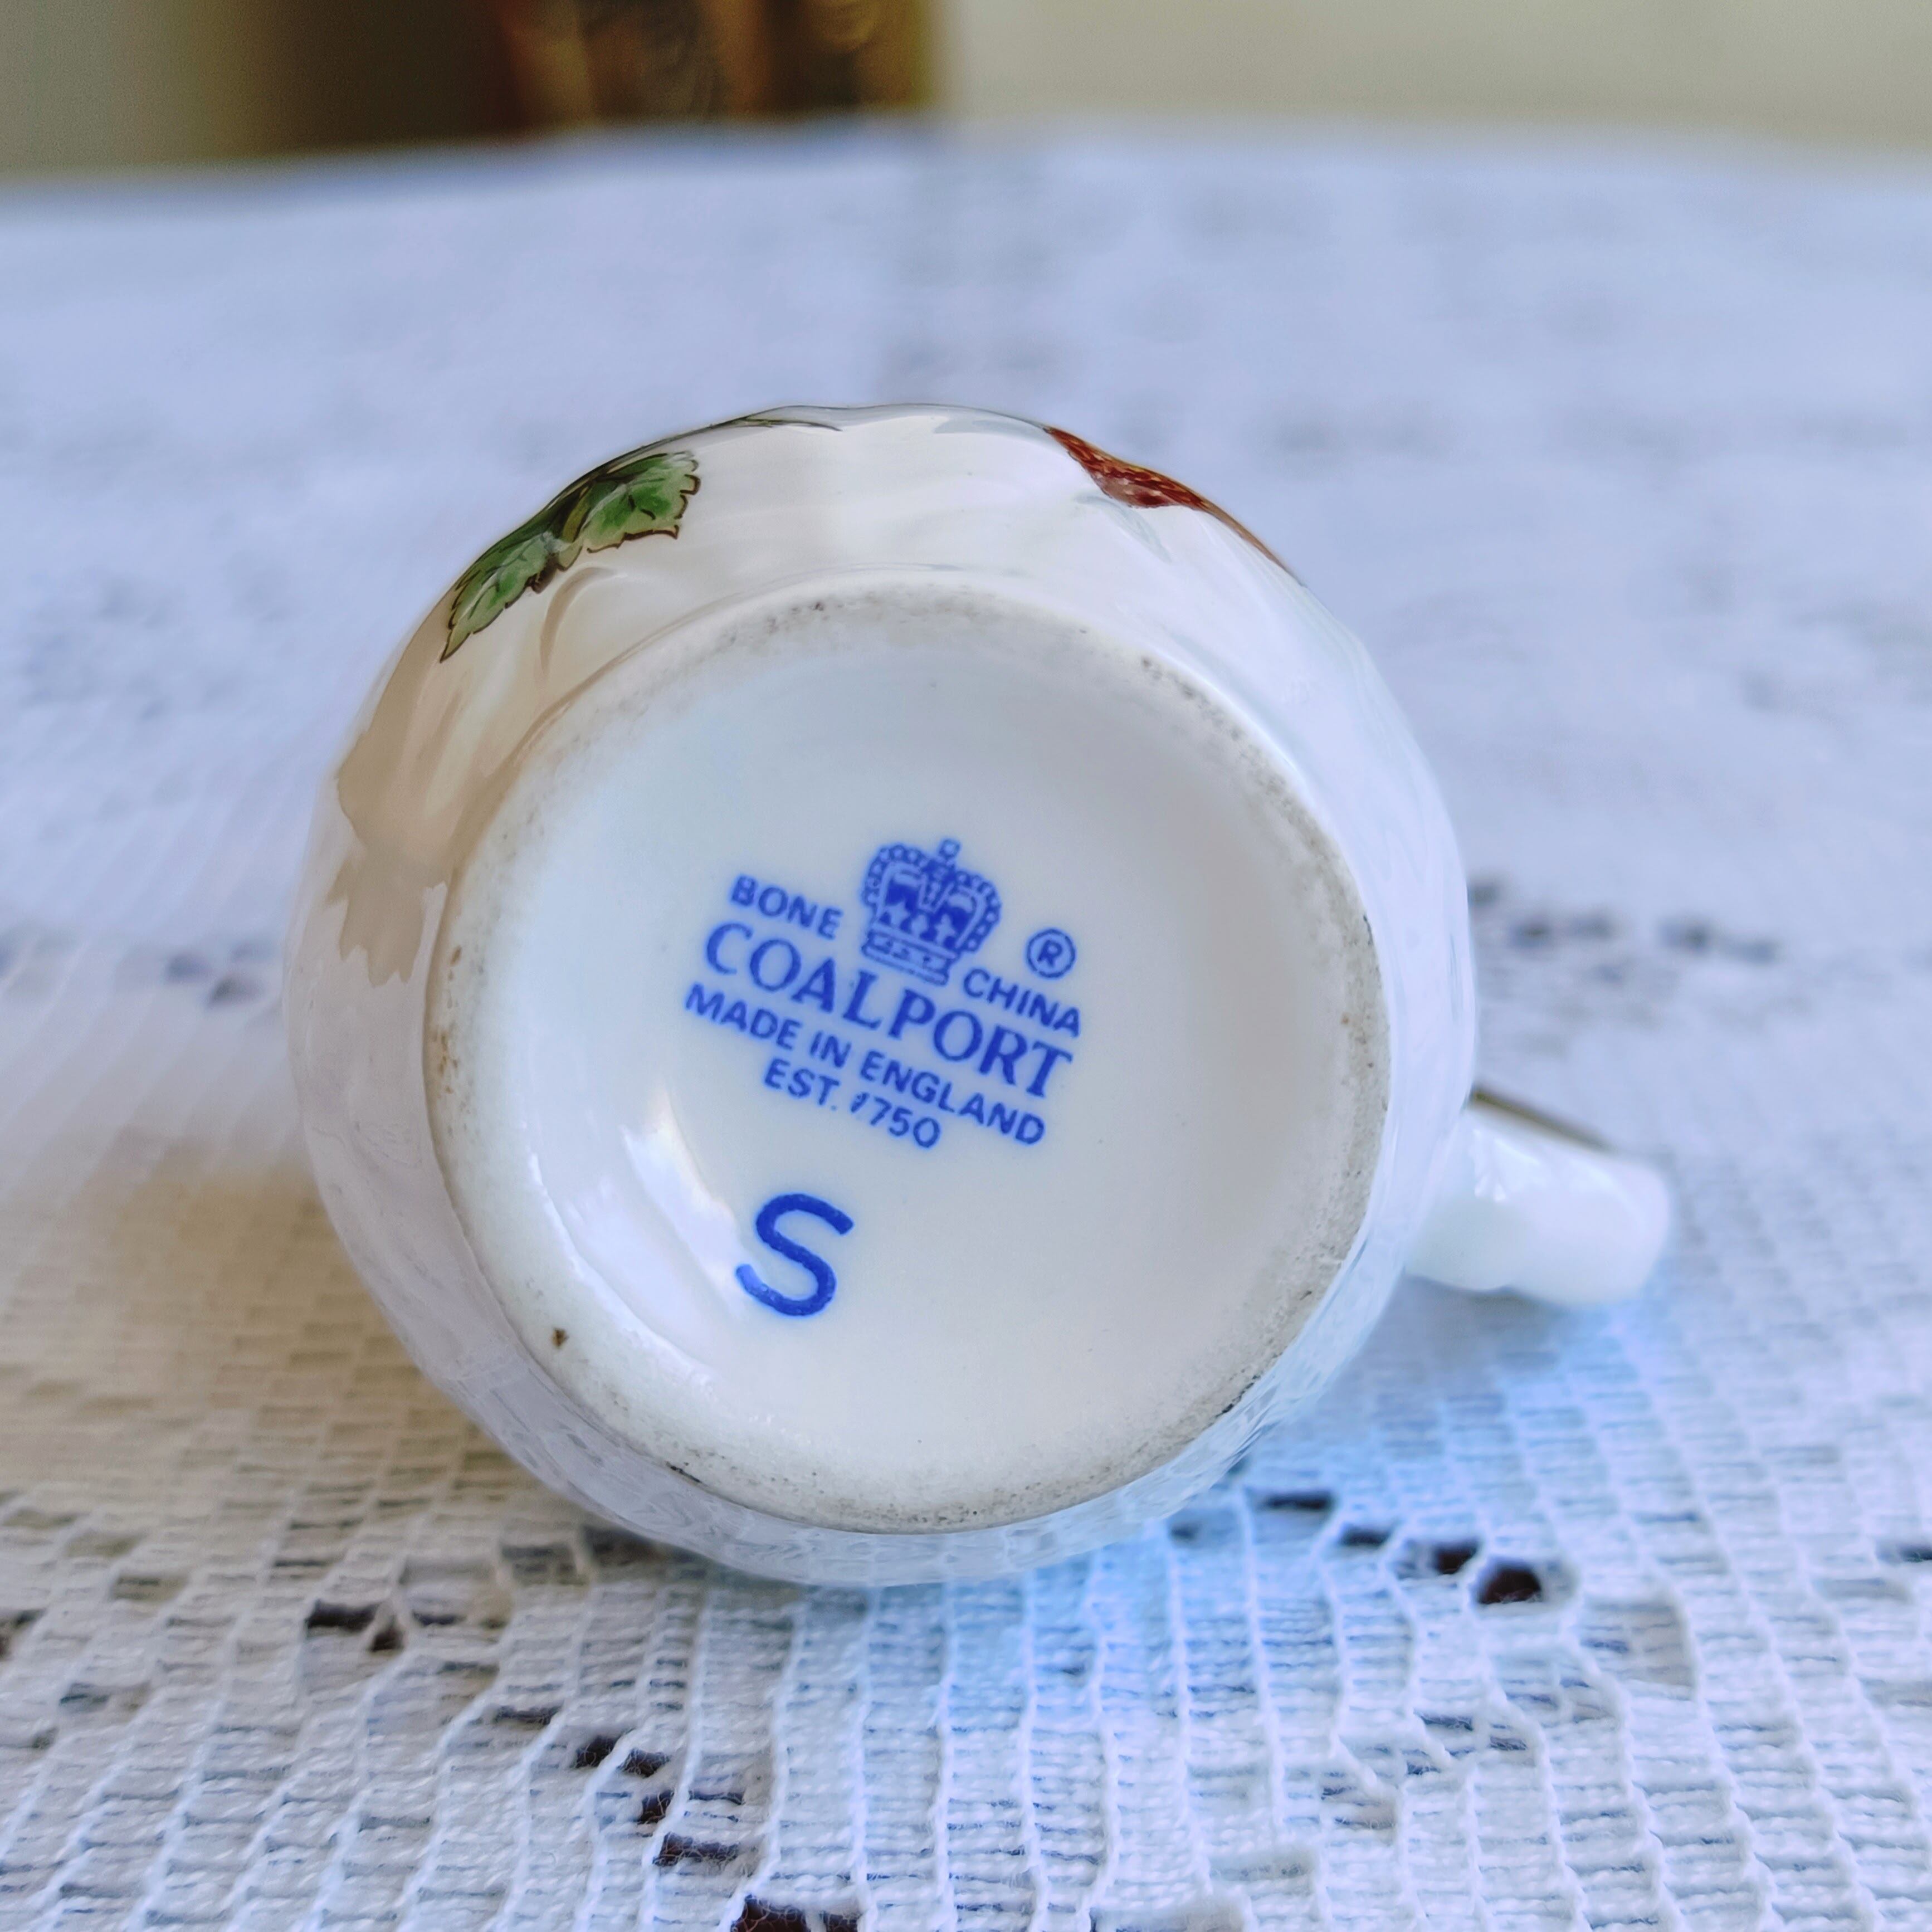 BONE CHINA ®
COALPORT
MADE IN ENGLAND
EST. 1750
S